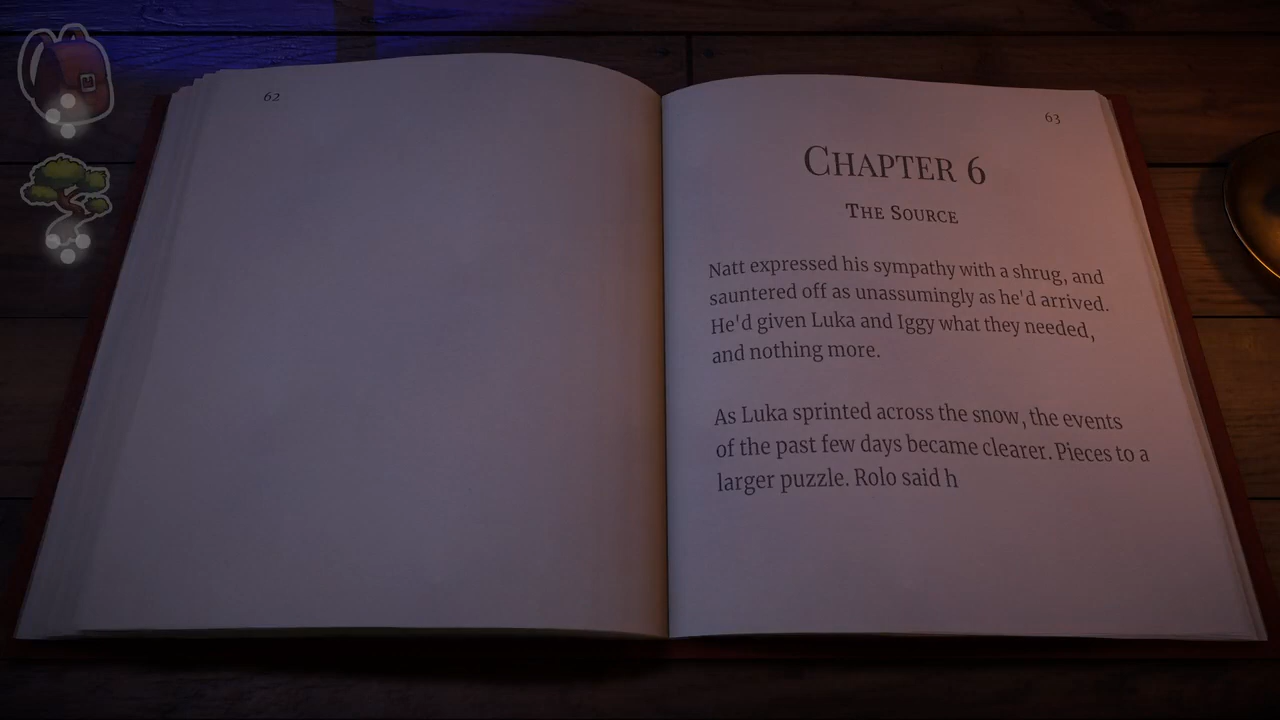 62
63
Chapter 6
The Source
Natt expressed his sympathy with a shrug, and
sauntered off as unassumingly as he'd arrived.
He'd given Luka and Iggy what they needed,
and nothing more.
As Luka sprinted across the snow, the events
of the past few days became clearer. Pieces to a
larger puzzle. Rolo said h